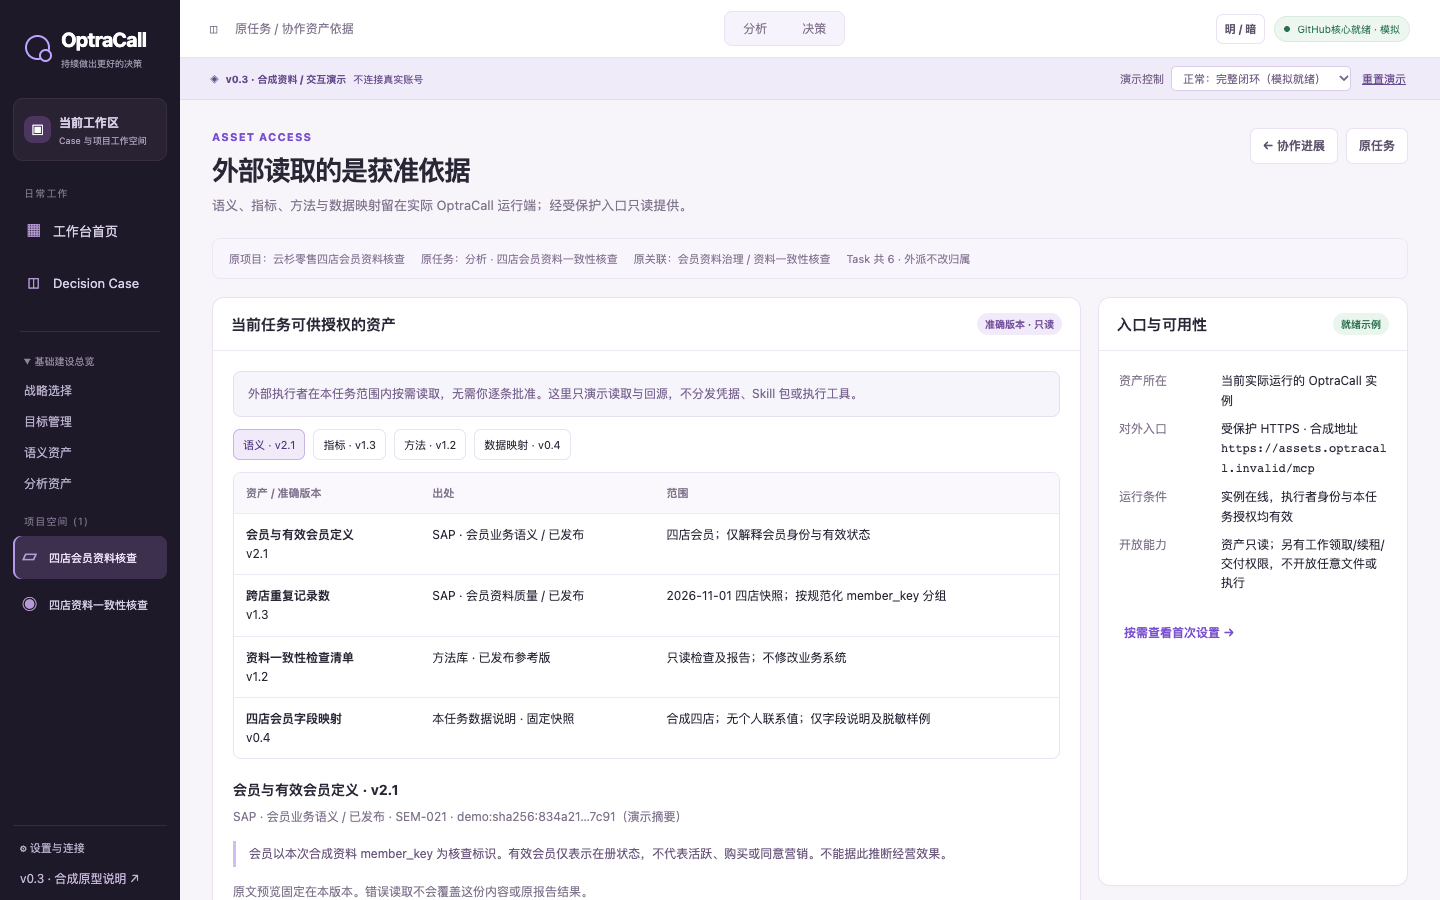 OptraCall
持续做出更好的决策
当前工作区
Case 与项目工作空间
日常工作
工作台首页
Decision Case
▾ 基础建设总览
战略选择
目标管理
语义资产
分析资产
项目空间 (1)
四店会员资料核查
四店资料一致性核查
设置与连接
v0.3 · 合成原型说明 ↗
原任务 / 协作资产依据
分析
决策
明 / 暗
GitHub核心就绪 · 模拟
◈ v0.3 · 合成资料 / 交互演示 不连接真实账号
演示控制
正常：完整闭环（模拟就绪）
重置演示
ASSET ACCESS
外部读取的是获准依据
语义、指标、方法与数据映射留在实际 OptraCall 运行端；经受保护入口只读提供。
← 协作进展
原任务
原项目：云杉零售四店会员资料核查 原任务：分析 · 四店会员资料一致性核查 原关联：会员资料治理 / 资料一致性核查 Task 共 6 · 外派不改归属
当前任务可供授权的资产
准确版本 · 只读
外部执行者在本任务范围内按需读取，无需你逐条批准。这里只演示读取与回源，不分发凭据、Skill 包或执行工具。
语义 · v2.1
指标 · v1.3
方法 · v1.2
数据映射 · v0.4
资产 / 准确版本 出处 范围
会员与有效会员定义 SAP · 会员业务语义 / 已发布 四店会员；仅解释会员身份与有效状态
v2.1
跨店重复记录数 SAP · 会员资料质量 / 已发布 2026-11-01 四店快照；按规范化 member_key 分组
v1.3
资料一致性检查清单 方法库 · 已发布参考版 只读检查及报告；不修改业务系统
v1.2
四店会员字段映射 本任务数据说明 · 固定快照 合成四店；无个人联系值；仅字段说明及脱敏样例
v0.4
会员与有效会员定义 · v2.1
SAP · 会员业务语义 / 已发布 · SEM-021 · demo:sha256:834a21…7c91（演示摘要）
会员以本次合成资料 member_key 为核查标识。有效会员仅表示在册状态，不代表活跃、购买或同意营销。不能据此推断经营效果。
原文预览固定在本版本。错误读取不会覆盖这份内容或原报告结果。
入口与可用性
就绪示例
资产所在 当前实际运行的 OptraCall 实
例
对外入口 受保护 HTTPS · 合成地址
https://assets.optracal
l.invalid/mcp
运行条件 实例在线，执行者身份与本任
务授权均有效
开放能力 资产只读；另有工作领取/续租/
交付权限，不开放任意文件或
执行
按需查看首次设置 →